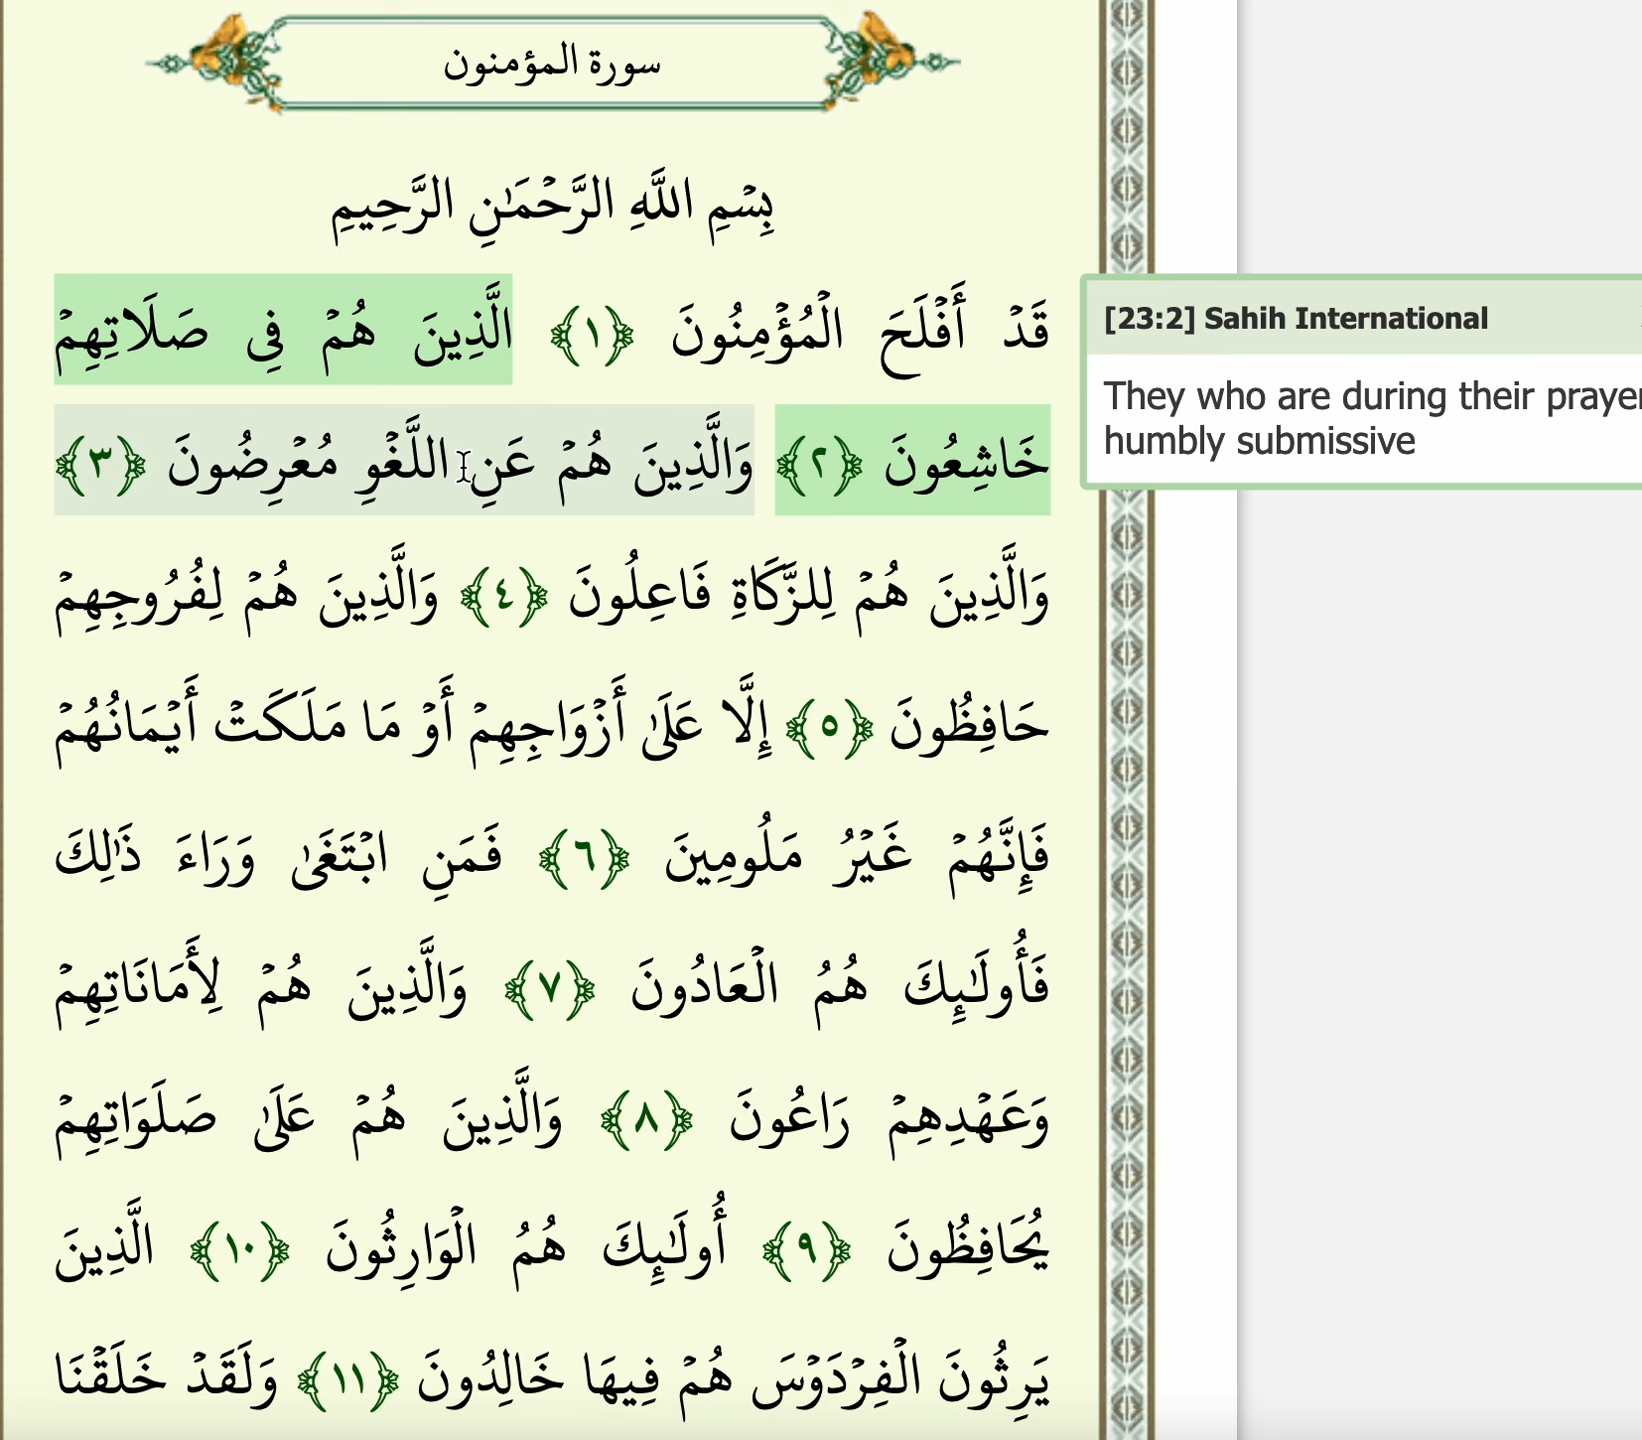 سورة المؤمنون
بِسْمِ اللَّهِ الرَّحْمَٰنِ الرَّحِيمِ
قَدْ أَفْلَحَ الْمُؤْمِنُونَ ﴿١﴾ الَّذِينَ هُمْ فِي صَلَاتِهِمْ
خَاشِعُونَ ﴿٢﴾ وَالَّذِينَ هُمْ عَنِ اللَّغْوِ مُعْرِضُونَ ﴿٣﴾
وَالَّذِينَ هُمْ لِلزَّكَاةِ فَاعِلُونَ ﴿٤﴾ وَالَّذِينَ هُمْ لِفُرُوجِهِمْ
حَافِظُونَ ﴿٥﴾ إِلَّا عَلَىٰ أَزْوَاجِهِمْ أَوْ مَا مَلَكَتْ أَيْمَانُهُمْ
فَإِنَّهُمْ غَيْرُ مَلُومِينَ ﴿٦﴾ فَمَنِ ابْتَغَىٰ وَرَاءَ ذَٰلِكَ
فَأُولَٰئِكَ هُمُ الْعَادُونَ ﴿٧﴾ وَالَّذِينَ هُمْ لِأَمَانَاتِهِمْ
وَعَهْدِهِمْ رَاعُونَ ﴿٨﴾ وَالَّذِينَ هُمْ عَلَىٰ صَلَوَاتِهِمْ
يُحَافِظُونَ ﴿٩﴾ أُولَٰئِكَ هُمُ الْوَارِثُونَ ﴿١٠﴾ الَّذِينَ
يَرِثُونَ الْفِرْدَوْسَ هُمْ فِيهَا خَالِدُونَ ﴿١١﴾ وَلَقَدْ خَلَقْنَا
[23:2] Sahih International
They who are during their
humbly submissive